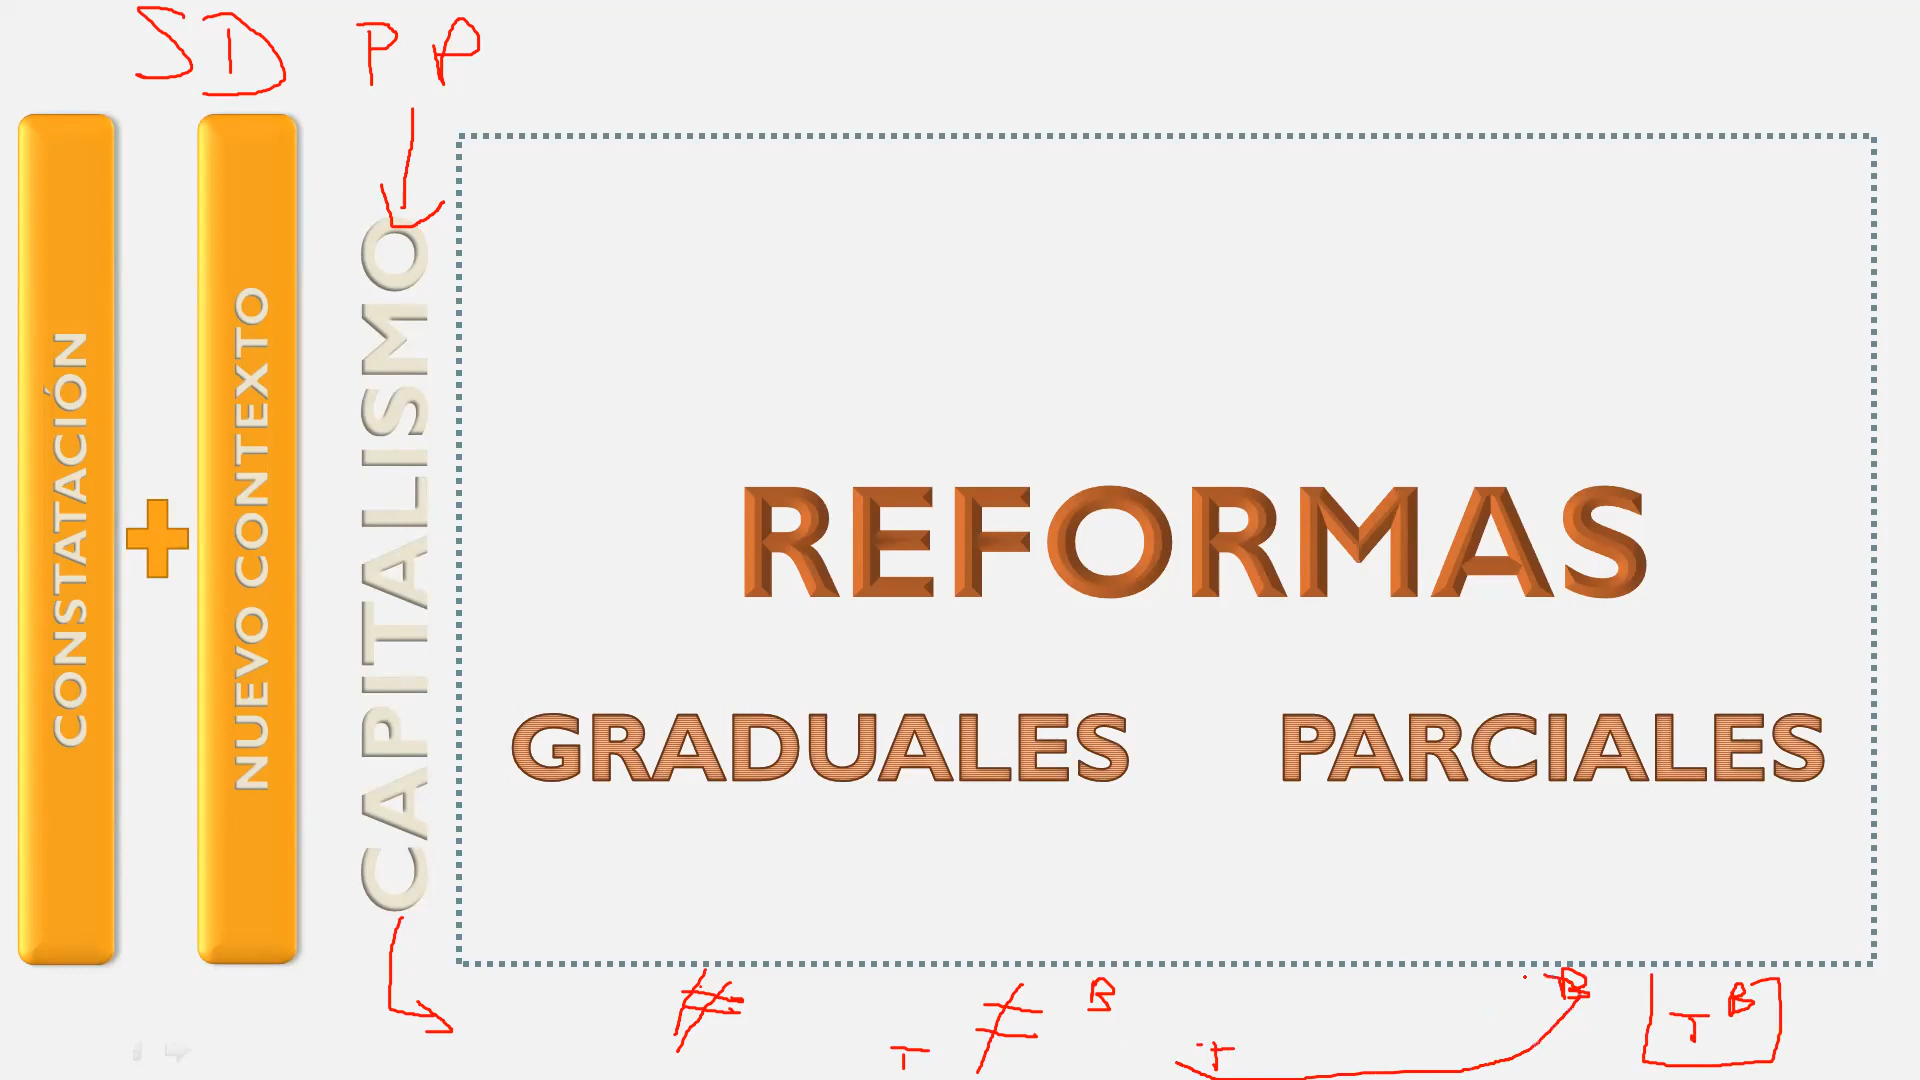 SD PP
CONSTATACIÓN
NUEVO CONTEXTO
CAPITALISMO
REFORMAS
GRADUALES PARCIALES
≠ T ≠ B T B T B